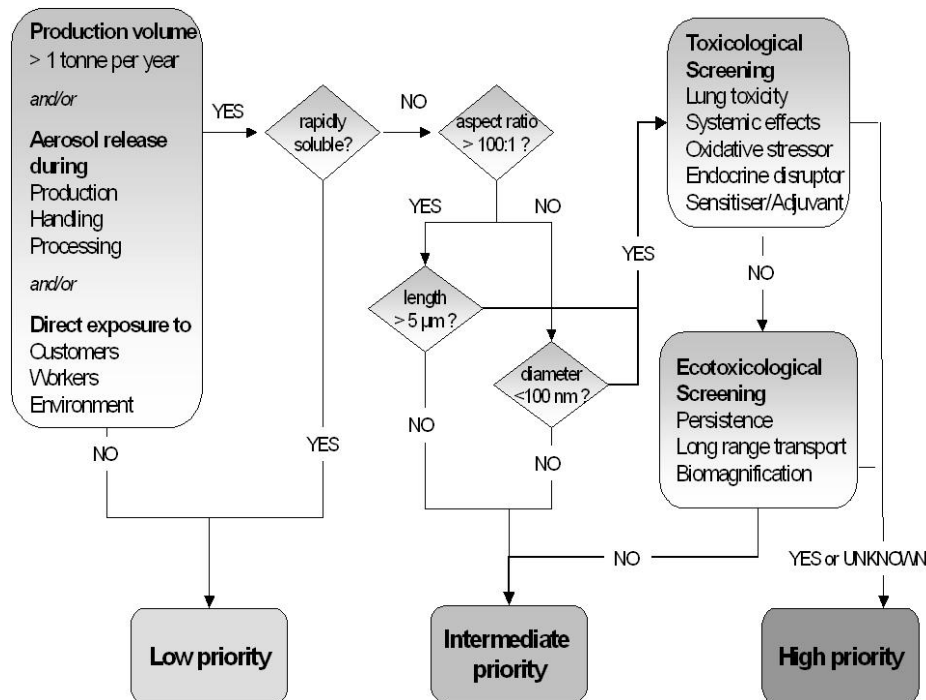 Production volume
> 1 tonne per year
and/or
Aerosol release
during
Production
Handling
Processing
and/or
Direct exposure to
Customers
Workers
Environment
YES
rapidly
soluble?
NO
aspect ratio
> 100:1 ?
YES
NO
length
> 5 µm ?
diameter
<100 nm ?
YES
Toxicological
Screening
Lung toxicity
Systemic effects
Oxidative stressor
Endocrine disruptor
Sensitiser/Adjuvant
NO
Ecotoxicological
Screening
Persistence
Long range transport
Biomagnification
NO
YES
NO
NO
NO
YES or UNKNOWN
Low priority
Intermediate
priority
High priority